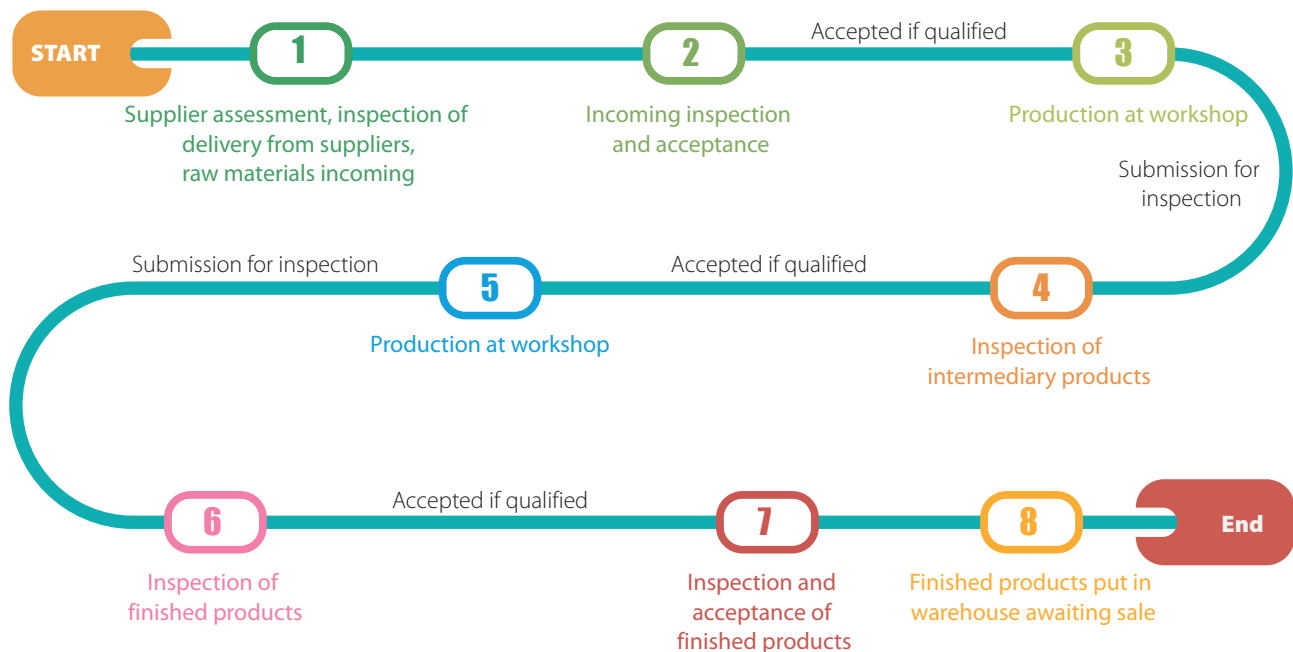 START
1
2
Accepted if qualified
3
Supplier assessment, inspection of
delivery from suppliers,
raw materials incoming
Incoming inspection
and acceptance
Production at workshop
Submission for
inspection
Submission for inspection
5
Accepted if qualified
4
Production at workshop
Inspection of
intermediary products
6
Accepted if qualified
7
8
End
Inspection of
finished products
Inspection and
acceptance of
finished products
Finished products put in
warehouse awaiting sale